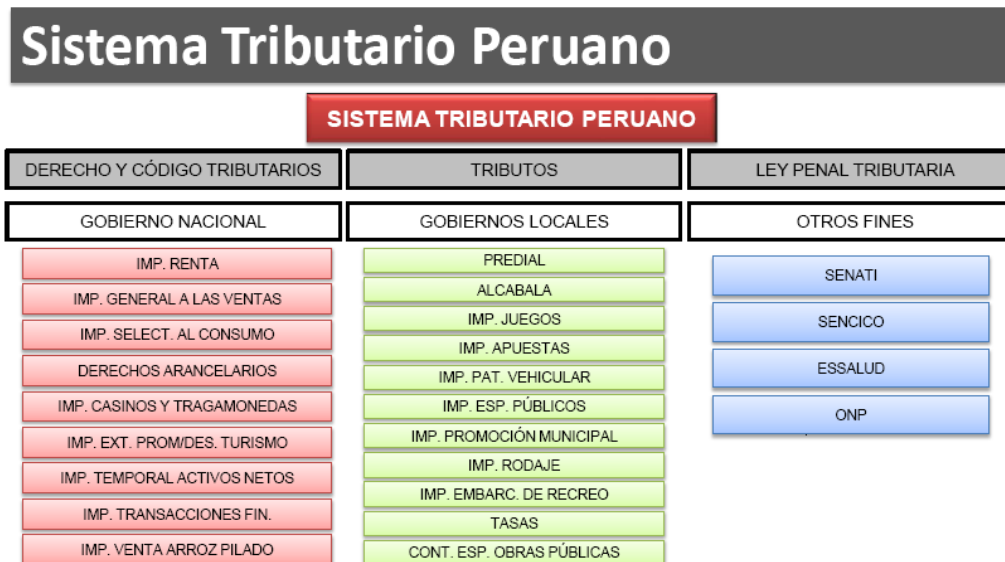 Sistema Tributario Peruano
SISTEMA TRIBUTARIO PERUANO
DERECHO Y CÓDIGO TRIBUTARIOS
TRIBUTOS
LEY PENAL TRIBUTARIA
GOBIERNO NACIONAL
GOBIERNOS LOCALES
OTROS FINES
IMP. RENTA
IMP. GENERAL A LAS VENTAS
IMP. SELECT. AL CONSUMO
DERECHOS ARANCELARIOS
IMP. CASINOS Y TRAGAMONEDAS
IMP. EXT. PROM/DES. TURISMO
IMP. TEMPORAL ACTIVOS NETOS
IMP. TRANSACCIONES FIN.
IMP. VENTA ARROZ PILADO
PREDIAL
ALCABALA
IMP. JUEGOS
IMP. APUESTAS
IMP. PAT. VEHICULAR
IMP. ESP. PÚBLICOS
IMP. PROMOCIÓN MUNICIPAL
IMP. RODAJE
IMP. EMBARC. DE RECREO
TASAS
CONT. ESP. OBRAS PÚBLICAS
SENATI
SENCICO
ESSALUD
ONP